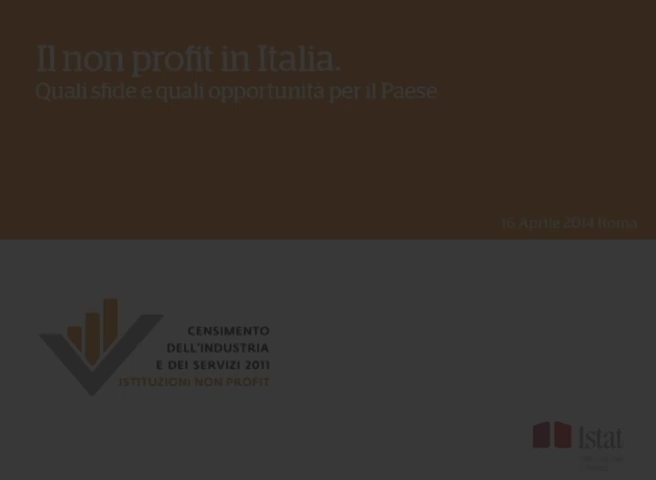 Il non profit in Italia.
Quali sfide e quali opportunità per il Paese
16 Aprile 2014 Roma
CENSIMENTO
DELL'INDUSTRIA
E DEI SERVIZI 2011
ISTITUZIONI NON PROFIT
Istat